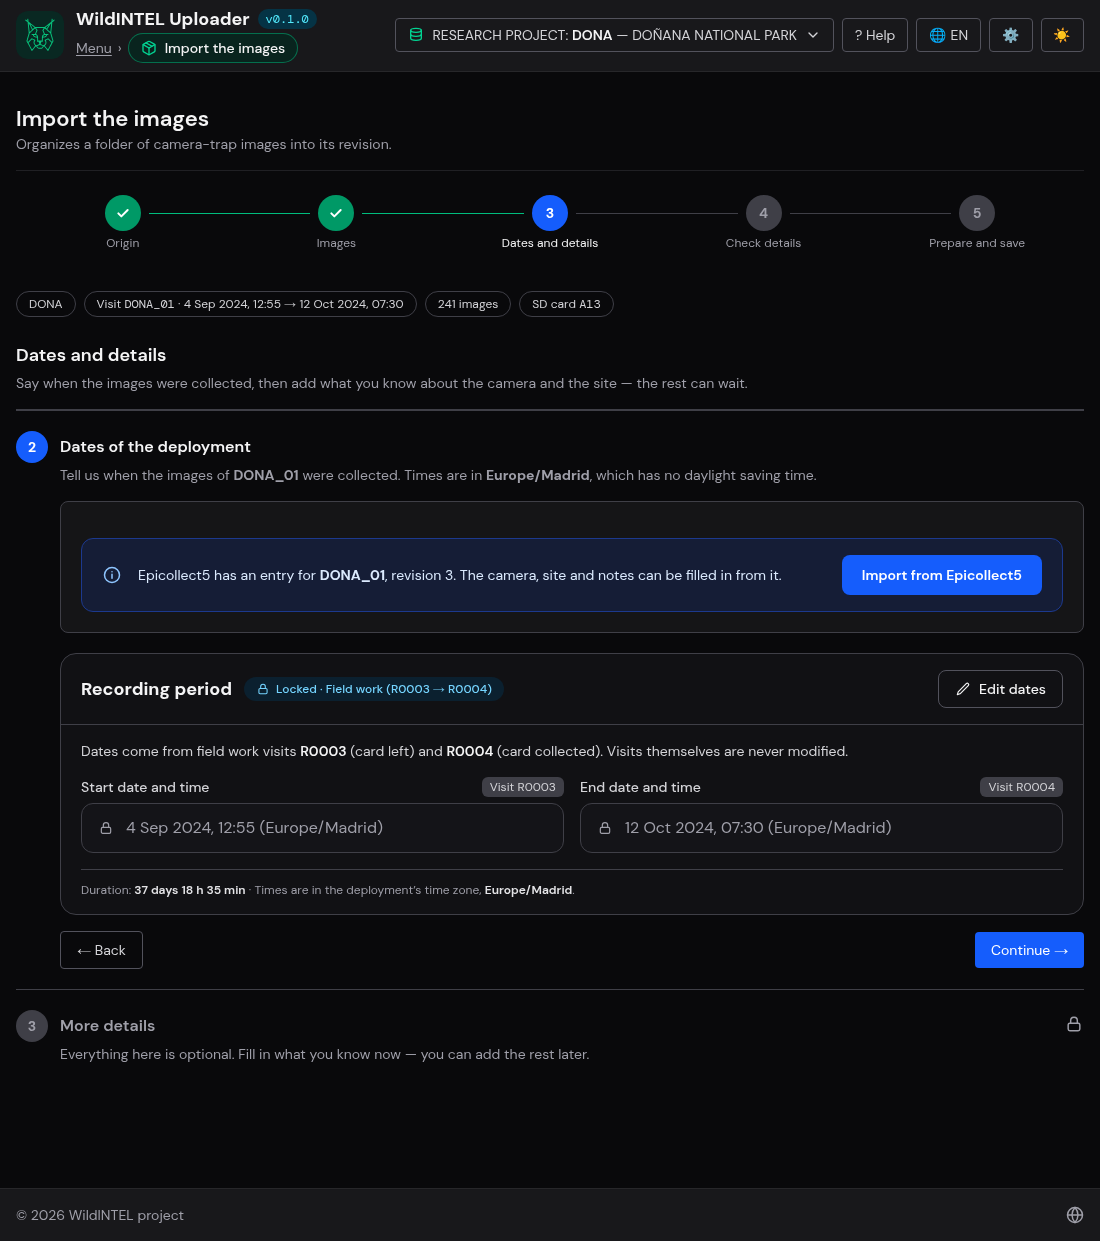 WildINTEL Uploader v0.1.0
Menu › Import the images
RESEARCH PROJECT: DONA — DOÑANA NATIONAL PARK
? Help
EN
Import the images
Organizes a folder of camera-trap images into its revision.
3 4 5
Origin Images Dates and details Check details Prepare and save
DONA
Visit DONA_01 · 4 Sep 2024, 12:55 → 12 Oct 2024, 07:30
241 images
SD card A13
Dates and details
Say when the images were collected, then add what you know about the camera and the site — the rest can wait.
2 Dates of the deployment
Tell us when the images of DONA_01 were collected. Times are in Europe/Madrid, which has no daylight saving time.
Epicollect5 has an entry for DONA_01, revision 3. The camera, site and notes can be filled in from it.
Import from Epicollect5
Recording period
Locked · Field work (R0003 → R0004)
Edit dates
Dates come from field work visits R0003 (card left) and R0004 (card collected). Visits themselves are never modified.
Start date and time Visit R0003
End date and time Visit R0004
4 Sep 2024, 12:55 (Europe/Madrid)
12 Oct 2024, 07:30 (Europe/Madrid)
Duration: 37 days 18 h 35 min · Times are in the deployment's time zone, Europe/Madrid.
← Back
Continue →
3 More details
Everything here is optional. Fill in what you know now — you can add the rest later.
© 2026 WildINTEL project